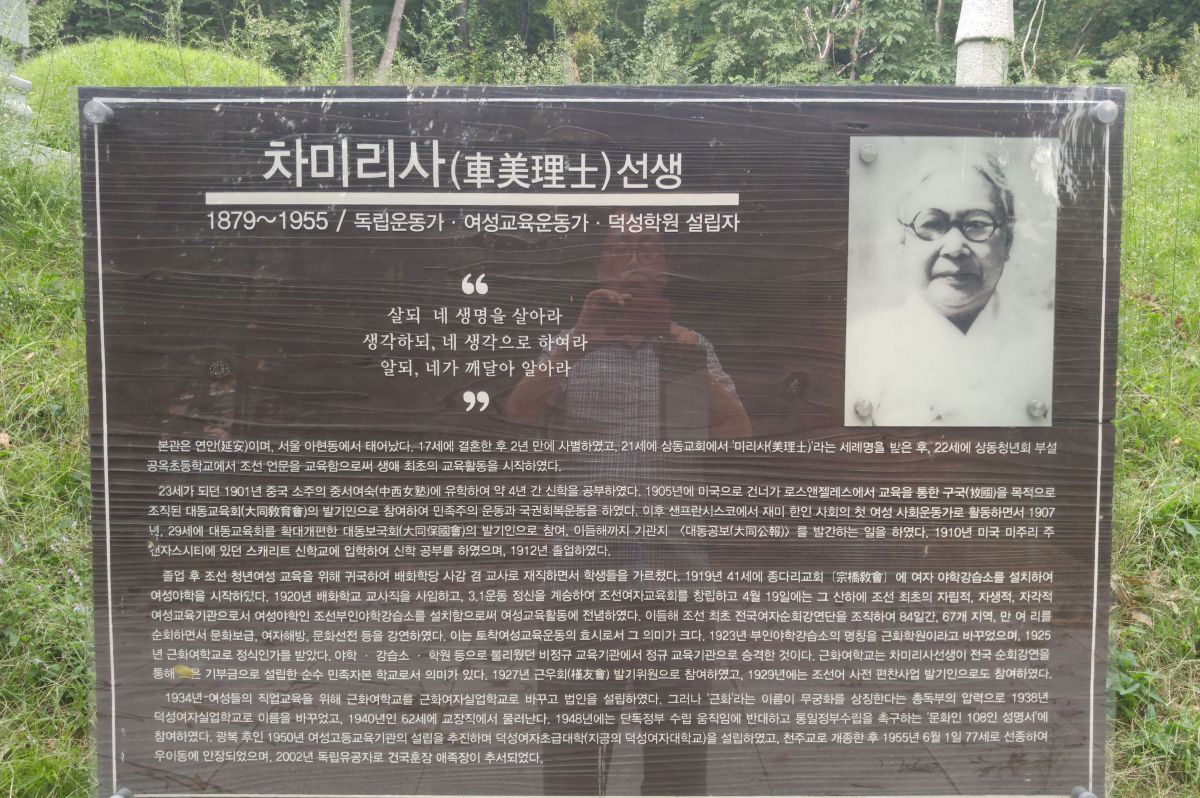 차미리사(車美理士)선생
1879~1955 / 독립운동가 · 여성교육운동가 · 덕성학원 설립자
“
살되 네 생명을 살아라
생각하되, 네 생각으로 하여라
알되, 네가 깨달아 알아라
”
본관은 연안(延安)이며, 서울 아현동에서 태어났다. 17세에 결혼한 후 2년 만에 사별하였고, 21세에 상동교회에서 '미리사(美理士)'라는 세례명을 받은 후, 22세에 상동청년회 부설
공옥초등학교에서 조선 언문을 교육함으로써 생애 최초의 교육활동을 시작하였다.
23세가 되던 1901년 중국 소주의 중서여숙(中西女塾)에 유학하여 약 4년 간 신학을 공부하였다. 1905년에 미국으로 건너가 로스앤젤레스에서 교육을 통한 구국(救國)을 목적으로
조직된 대동교육회(大同敎育會)의 발기인으로 참여하여 민족주의 운동과 국권회복운동을 하였다. 이후 샌프란시스코에서 재미 한인 사회의 첫 여성 사회운동가로 활동하면서 1907
년, 29세에 대동교육회를 확대개편한 대동보국회(大同保國會)의 발기인으로 참여, 이듬해까지 기관지 〈대동공보(大同公報)〉를 발간하는 일을 하였다. 1910년 미국 미주리 주
캔자스시티에 있던 스캐리트 신학교에 입학하여 신학 공부를 하였으며, 1912년 졸업하였다.
졸업 후 조선 청년여성 교육을 위해 귀국하여 배화학당 사감 겸 교사로 재직하면서 학생들을 가르쳤다. 1919년 41세에 종다리교회〔宗橋敎會〕에 여자 야학강습소를 설치하여
여성야학을 시작하였다. 1920년 배화학교 교사직을 사임하고, 3.1운동 정신을 계승하여 조선여자교육회를 창립하고 4월 19일에는 그 산하에 조선 최초의 자립적, 자생적, 자각적
여성교육기관으로서 여성야학인 조선부인야학강습소를 설치함으로써 여성교육활동에 전념하였다. 이듬해 조선 최초 전국여자순회강연단을 조직하여 84일간, 67개 지역, 만 여 리를
순회하면서 문화보급, 여자해방, 문화선전 등을 강연하였다. 이는 토착여성교육운동의 효시로서 그 의미가 크다. 1923년 부인야학강습소의 명칭을 근화학원이라고 바꾸었으며, 1925
년 근화여학교로 정식인가를 받았다. 야학 · 강습소 · 학원 등으로 불리웠던 비정규 교육기관에서 정규 교육기관으로 승격한 것이다. 근화여학교는 차미리사선생이 전국 순회강연을
통해 은 기부금으로 설립한 순수 민족자본 학교로서 의미가 있다. 1927년 근우회(槿友會) 발기위원으로 참여하였고, 1929년에는 조선어 사전 편찬사업 발기인으로도 참여하였다.
1934년 여성들의 직업교육을 위해 근화여학교를 근화여자실업학교로 바꾸고 법인을 설립하였다. 그러나 '근화'라는 이름이 무궁화를 상징한다는 총독부의 압력으로 1938년
덕성여자실업학교로 이름을 바꾸었고, 1940년인 62세에 교장직에서 물러난다. 1948년에는 단독정부 수립 움직임에 반대하고 통일정부수립을 촉구하는 '문화인 108인 성명서'에
참여하였다. 광복 후인 1950년 여성고등교육기관의 설립을 추진하며 덕성여자초급대학(지금의 덕성여자대학교)을 설립하였고, 천주교로 개종한 후 1955년 6월 1일 77세로 선종하여
우이동에 안장되었으며, 2002년 독립유공자로 건국훈장 애족장이 추서되었다.